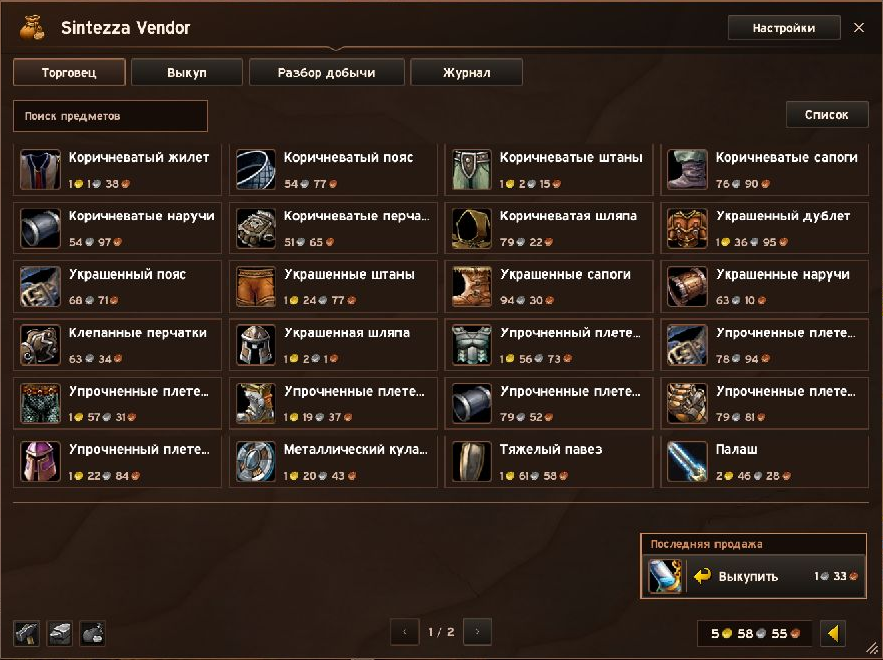 Sintezza Vendor
Настройки
Торговец Выкуп Разбор добычи Журнал
Поиск предметов
Список
Коричневатый жилет Коричневатый пояс Коричневатые штаны Коричневатые сапоги
1 1 38 54 77 1 2 15 76 90
Коричневатые наручи Коричневатые перча... Коричневатая шляпа Украшенный дублет
54 97 51 65 79 22 1 36 95
Украшенный пояс Украшенные штаны Украшенные сапоги Украшенные наручи
68 71 1 24 77 94 30 63 10
Клепанные перчатки Украшенная шляпа Упрочненный плете... Упрочненные плете...
63 34 1 2 1 1 56 73 78 94
Упрочненные плете... Упрочненные плете... Упрочненные плете... Упрочненные плете...
1 57 31 1 19 37 79 52 79 81
Упрочненный плете... Металлический кула... Тяжелый павез Палаш
1 22 84 1 20 43 1 61 58 2 46 28
Последняя продажа
Выкупить 1 33
‹ 1 / 2 ›
5 58 55